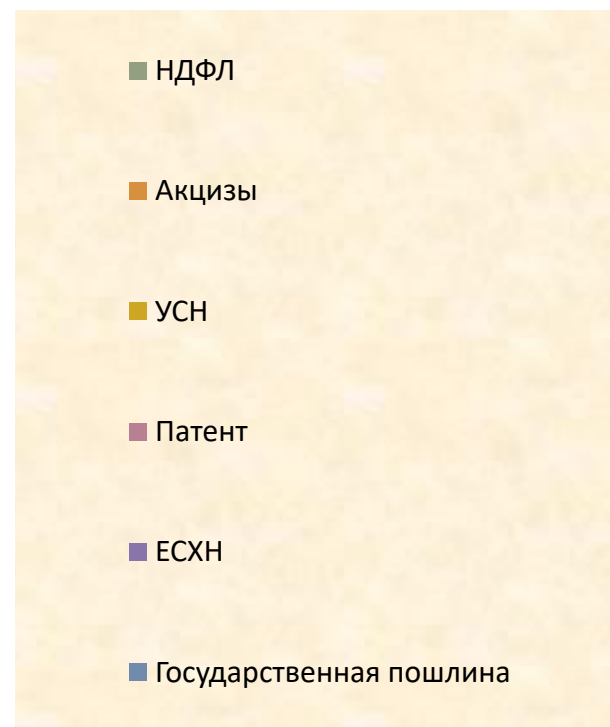 НДФЛ
Акцизы
УСН
Патент
ЕСХН
Государственная пошлина